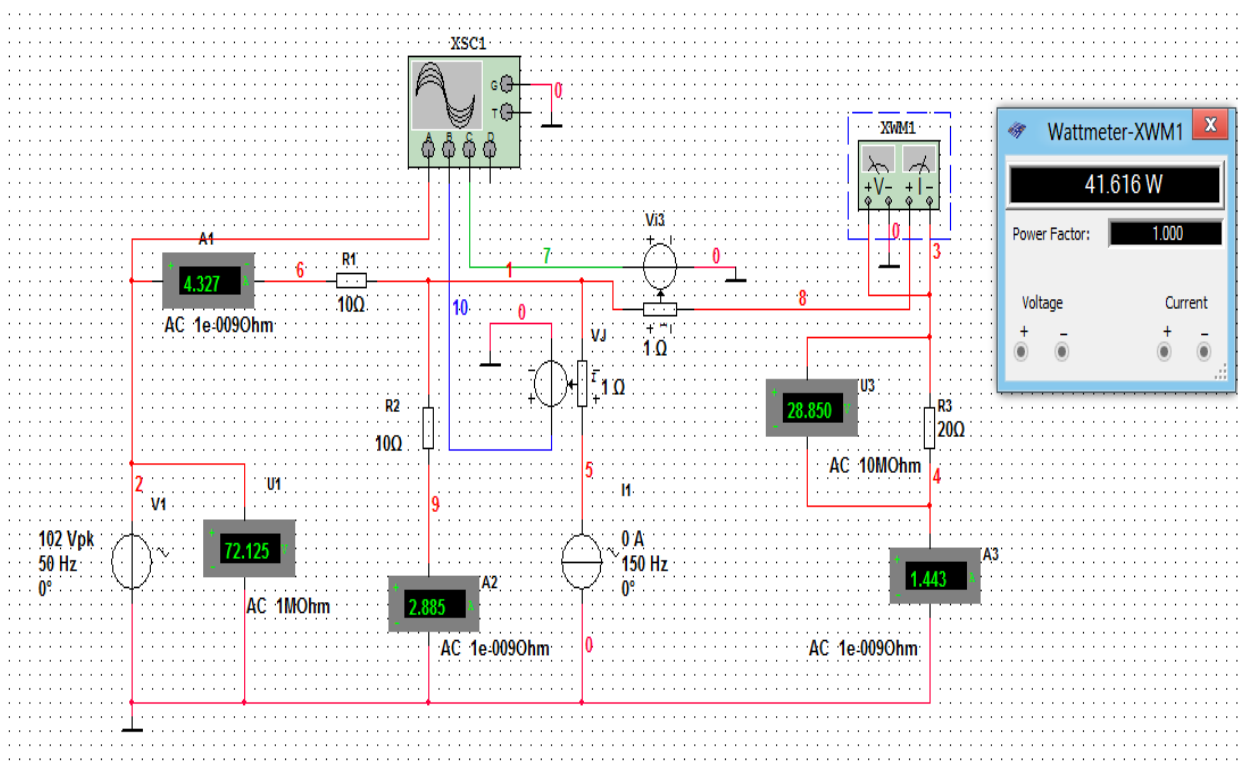 XSC1
G
T
A B C D
0
XWM1
+V- +I-
0
3
Wattmeter-XWM1
X
41.616 W
Power Factor: 1.000
Voltage Current
+ - + -
A1
+ -
4.327 A
AC 1e-009Ohm
6
R1
10Ω
1
7
Vi3
+ -
0
8
+ -
1 Ω
10
0
VJ
-
+
1 Ω
+
R2
10Ω
9
5
U3
+
28.850 V
-
AC 10MOhm
R3
20Ω
4
2
V1
102 Vpk
50 Hz
0°
U1
+
72.125 V
-
AC 1MOhm
A2
+
2.885 A
-
AC 1e-009Ohm
I1
0 A
150 Hz
0°
0
A3
+
1.443 A
-
AC 1e-009Ohm